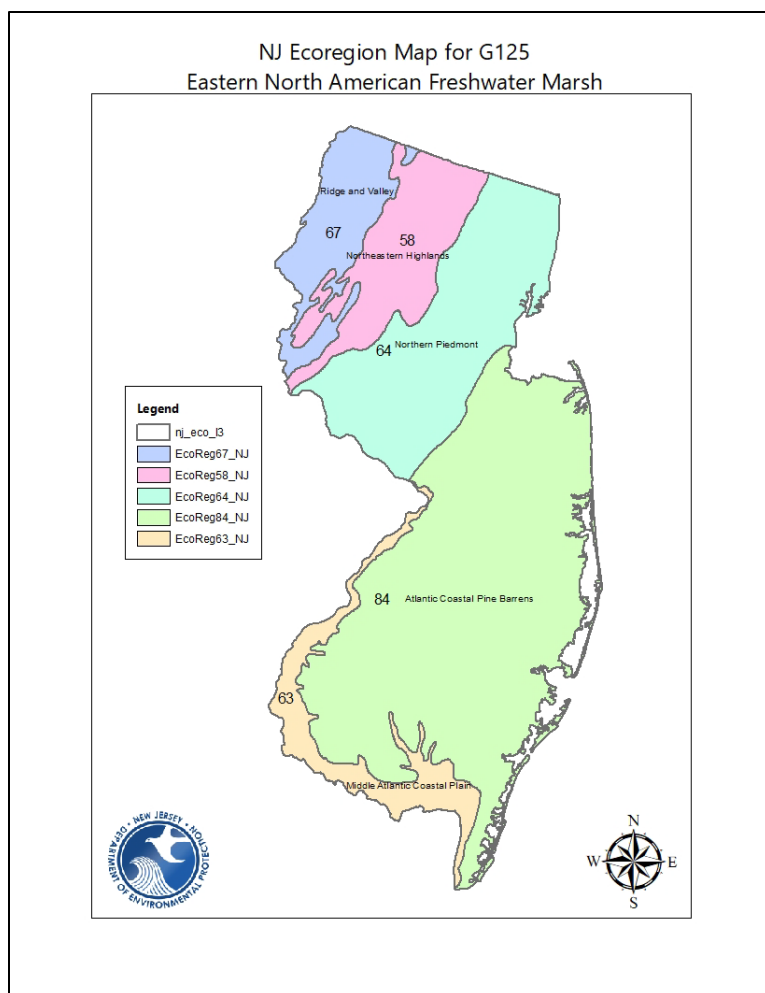 NJ Ecoregion Map for G125
Eastern North American Freshwater Marsh
Ridge and Valley
67
58
Northeastern Highlands
Northern Piedmont
64
Legend
nj_eco_l3
EcoReg67_NJ
EcoReg58_NJ
EcoReg64_NJ
EcoReg84_NJ
EcoReg63_NJ
84
Atlantic Coastal Pine Barrens
63
Middle Atlantic Coastal Plain
NEW JERSEY
DEPARTMENT OF ENVIRONMENTAL PROTECTION
N
W
E
S